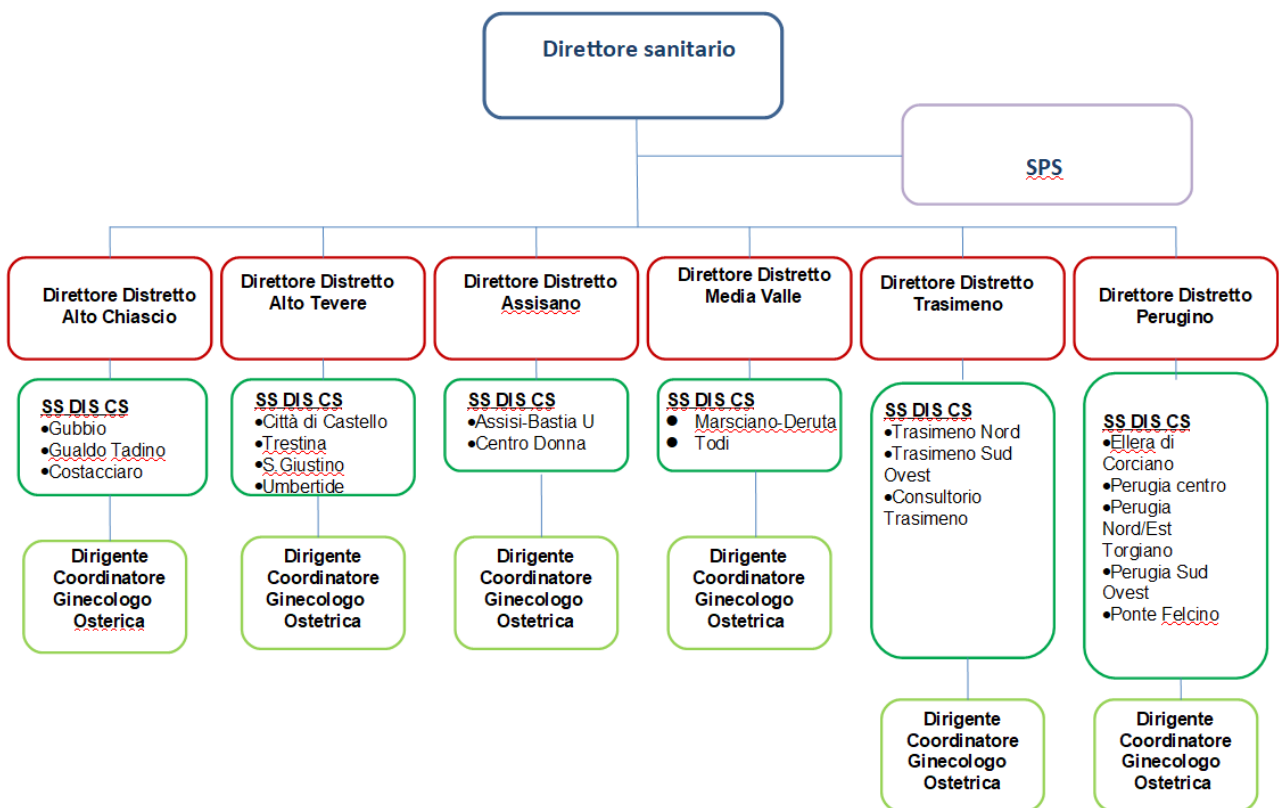 Direttore sanitario
SPS
Direttore Distretto
Alto Chiascio
Direttore Distretto
Alto Tevere
Direttore Distretto
Assisano
Direttore Distretto
Media Valle
Direttore Distretto
Trasimeno
Direttore Distretto
Perugino
SS DIS CS
•Gubbio
•Gualdo Tadino
•Costacciaro
SS DIS CS
•Città di Castello
•Trestina
•S.Giustino
•Umbertide
SS DIS CS
•Assisi-Bastia U
•Centro Donna
SS DIS CS
● Marsciano-Deruta
● Todi
SS DIS CS
•Trasimeno Nord
•Trasimeno Sud
Ovest
•Consultorio
Trasimeno
SS DIS CS
•Ellera di
Corciano
•Perugia centro
•Perugia
Nord/Est
Torgiano
•Perugia Sud
Ovest
•Ponte Felcino
Dirigente
Coordinatore
Ginecologo
Osterica
Dirigente
Coordinatore
Ginecologo
Ostetrica
Dirigente
Coordinatore
Ginecologo
Ostetrica
Dirigente
Coordinatore
Ginecologo
Ostetrica
Dirigente
Coordinatore
Ginecologo
Ostetrica
Dirigente
Coordinatore
Ginecologo
Ostetrica